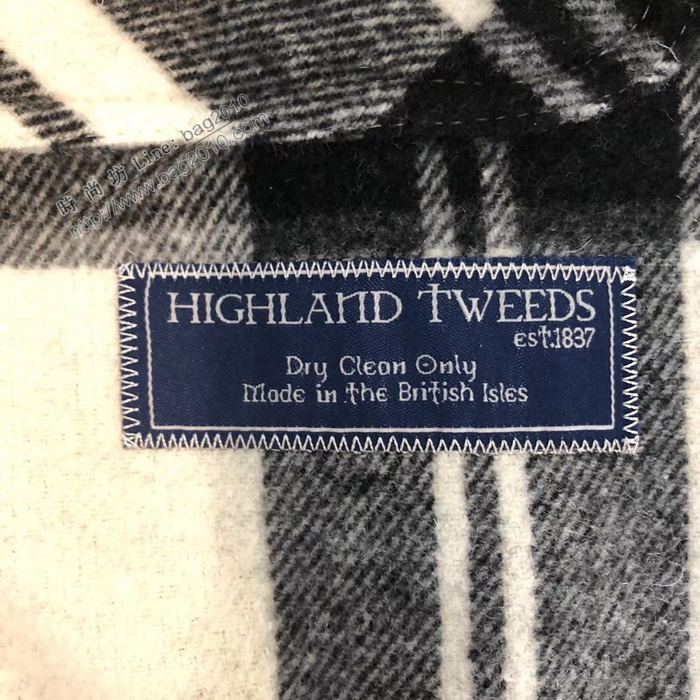 時尚坊 Line: bag2010
http://www.bag2010.com
HIGHLAND TWEEDS
est.1837
Dry Clean Only
Made in the British Isles